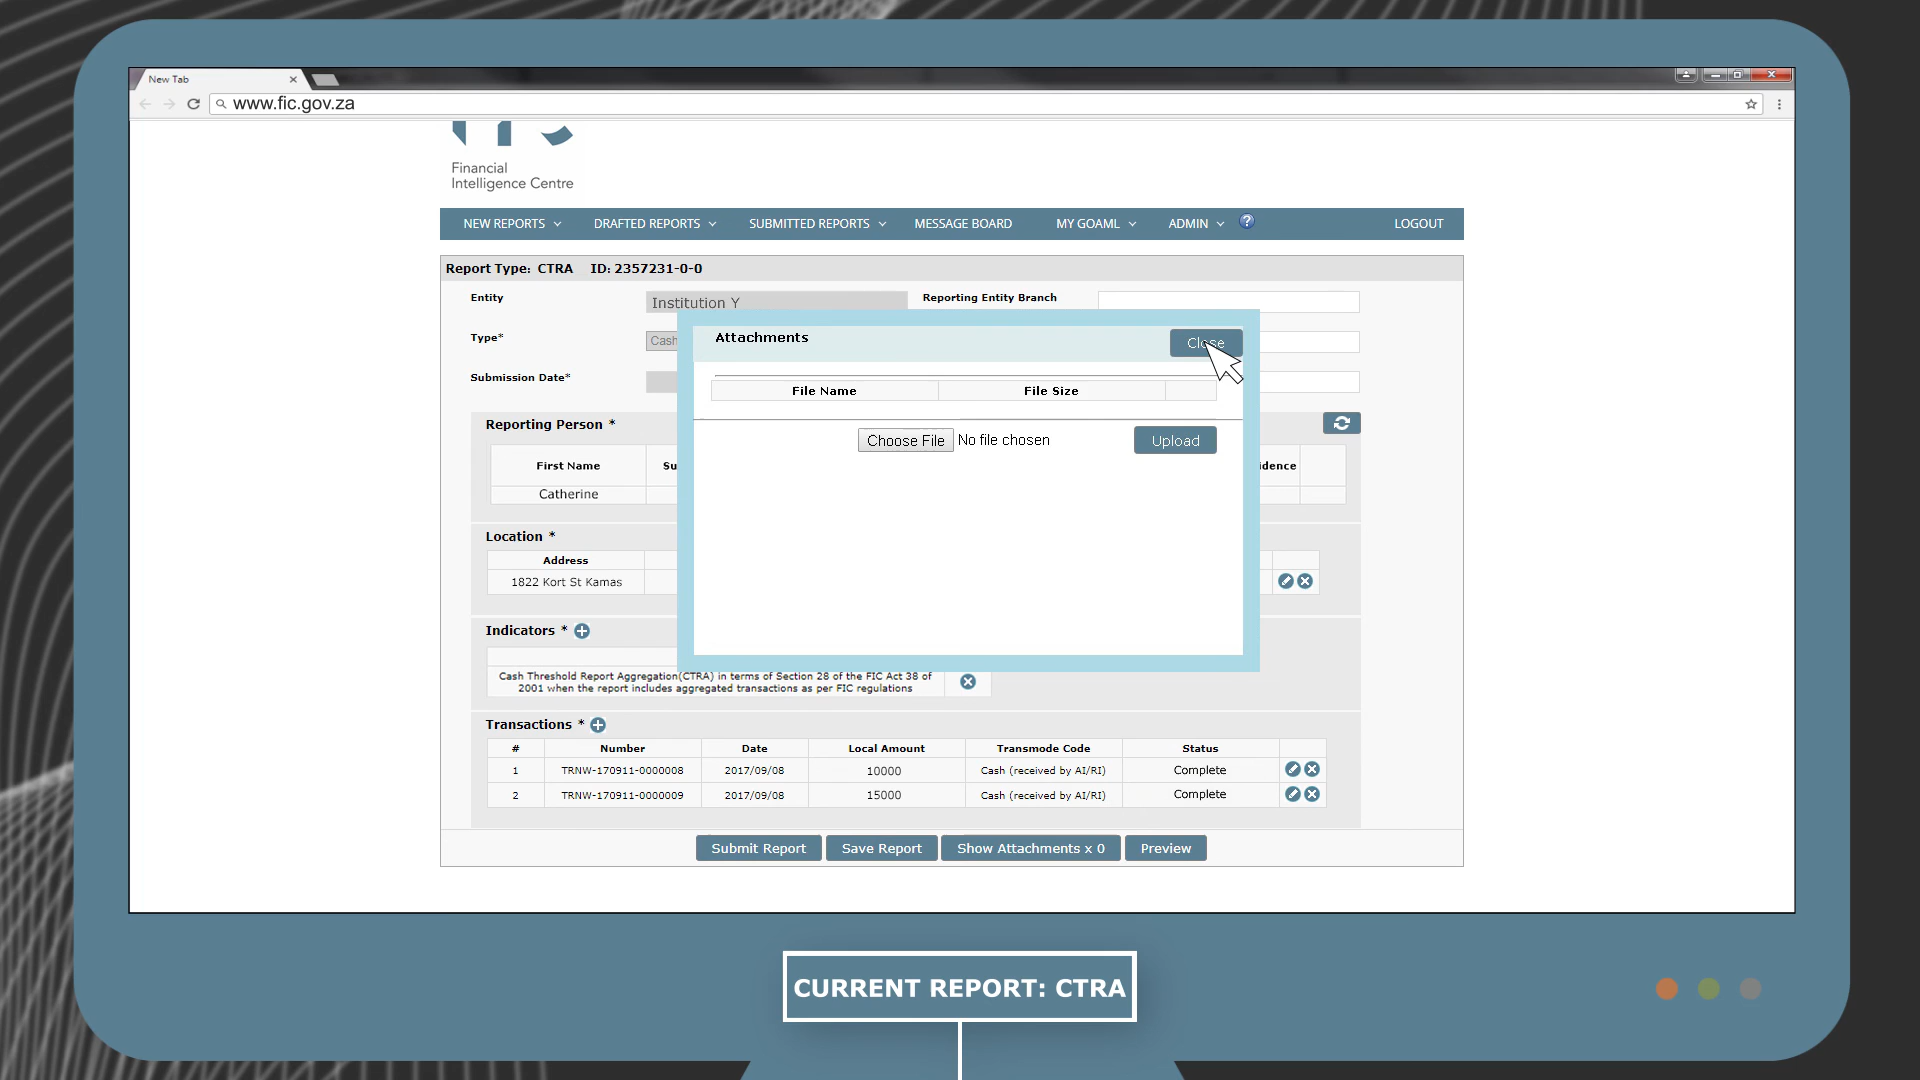 New Tab
www.fic.gov.za
Financial
Intelligence Centre
NEW REPORTS
DRAFTED REPORTS
SUBMITTED REPORTS
MESSAGE BOARD
MY GOAML
ADMIN
?
LOGOUT
Report Type: CTRA ID: 2357231-0-0
Entity
Institution Y
Reporting Entity Branch
Type*
Cash
Submission Date*
Attachments
Close
File Name
File Size
Choose File No file chosen
Upload
Reporting Person *
First Name
Su
idence
Catherine
Location *
Address
1822 Kort St Kamas
Indicators *
Cash Threshold Report Aggregation(CTRA) in terms of Section 28 of the FIC Act 38 of
2001 when the report includes aggregated transactions as per FIC regulations
Transactions *
# Number Date Local Amount Transmode Code Status
1 TRNW-170911-0000008 2017/09/08 10000 Cash (received by AI/RI) Complete
2 TRNW-170911-0000009 2017/09/08 15000 Cash (received by AI/RI) Complete
Submit Report
Save Report
Show Attachments x 0
Preview
CURRENT REPORT: CTRA